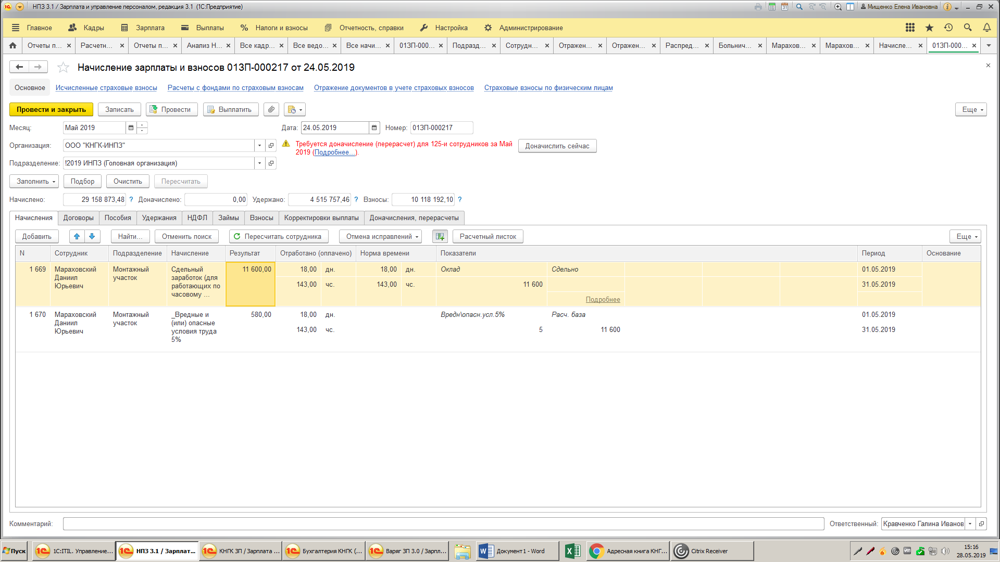 НПЗ 3.1 / Зарплата и управление персоналом, редакция 3.1 (1С:Предприятие)
Мищенко Елена Ивановна
Главное
Кадры
Зарплата
Выплаты
Налоги и взносы
Отчетность, справки
Настройка
Администрирование
Отчеты п...
Расчетн...
Отчеты п...
Анализ Н...
Все кадр...
Все ведо...
Все начи...
01ЗП-000...
Подразд...
Сотрудн...
Отражен...
Отражен...
Распред...
Больнич...
Марахов...
Марахов...
Начисле...
01ЗП-000...
Начисление зарплаты и взносов 01ЗП-000217 от 24.05.2019
Основное
Исчисленные страховые взносы
Расчеты с фондами по страховым взносам
Отражение документов в учете страховых взносов
Страховые взносы по физическим лицам
Провести и закрыть
Записать
Провести
Выплатить
Еще
Месяц: Май 2019
Дата: 24.05.2019
Номер: 01ЗП-000217
Организация: ООО "КНГК-ИНПЗ"
Требуется доначисление (перерасчет) для 125-и сотрудников за Май
2019 (Подробнее...).
Доначислить сейчас
Подразделение: !2019 ИНПЗ (Головная организация)
Заполнить
Подбор
Очистить
Пересчитать
Начислено: 29 158 873,48 ?
Доначислено: 0,00
Удержано: 4 515 757,46 ?
Взносы: 10 118 192,10 ?
Начисления
Договоры
Пособия
Удержания
НДФЛ
Займы
Взносы
Корректировки выплаты
Доначисления, перерасчеты
Добавить
Найти...
Отменить поиск
Пересчитать сотрудника
Отмена исправлений
Расчетный листок
Еще
N
Сотрудник
Подразделение
Начисление
Результат
Отработано (оплачено)
Норма времени
Показатели
Период
Основание
1 669
Мараховский
Даниил
Юрьевич
Монтажный
участок
Сдельный
заработок (для
работающих по
часовому ...
11 600,00
18,00 дн.
143,00 чс.
18,00 дн.
143,00 чс.
Оклад
11 600
Сдельно
Подробнее
01.05.2019
31.05.2019
1 670
Мараховский
Даниил
Юрьевич
Монтажный
участок
_Вредные и
(или) опасные
условия труда
5%
580,00
18,00 дн.
143,00 чс.
Вредн\опасн.усл.5%
5
Расч. база
11 600
01.05.2019
31.05.2019
Комментарий:
Ответственный: Кравченко Галина Иванов
Пуск
1С:ITIL. Управление...
НПЗ 3.1 / Зарплат...
КНГК ЗП / Зарплата ...
Бухгалтерия КНГК (...
Варяг ЗП 3.0 / Зарпл...
Документ1 - Word
Адресная книга КНГ...
Citrix Receiver
15:16
28.05.2019